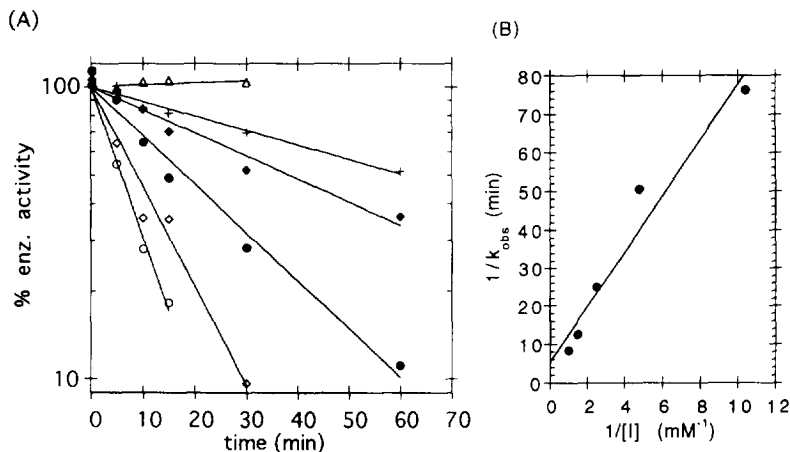 (A)
% enz. activity
100
10
0 10 20 30 40 50 60 70
time (min)
(B)
1/k obs (min)
80
70
60
50
40
30
20
10
0
0 2 4 6 8 10 12
1/[I] (mM⁻¹)